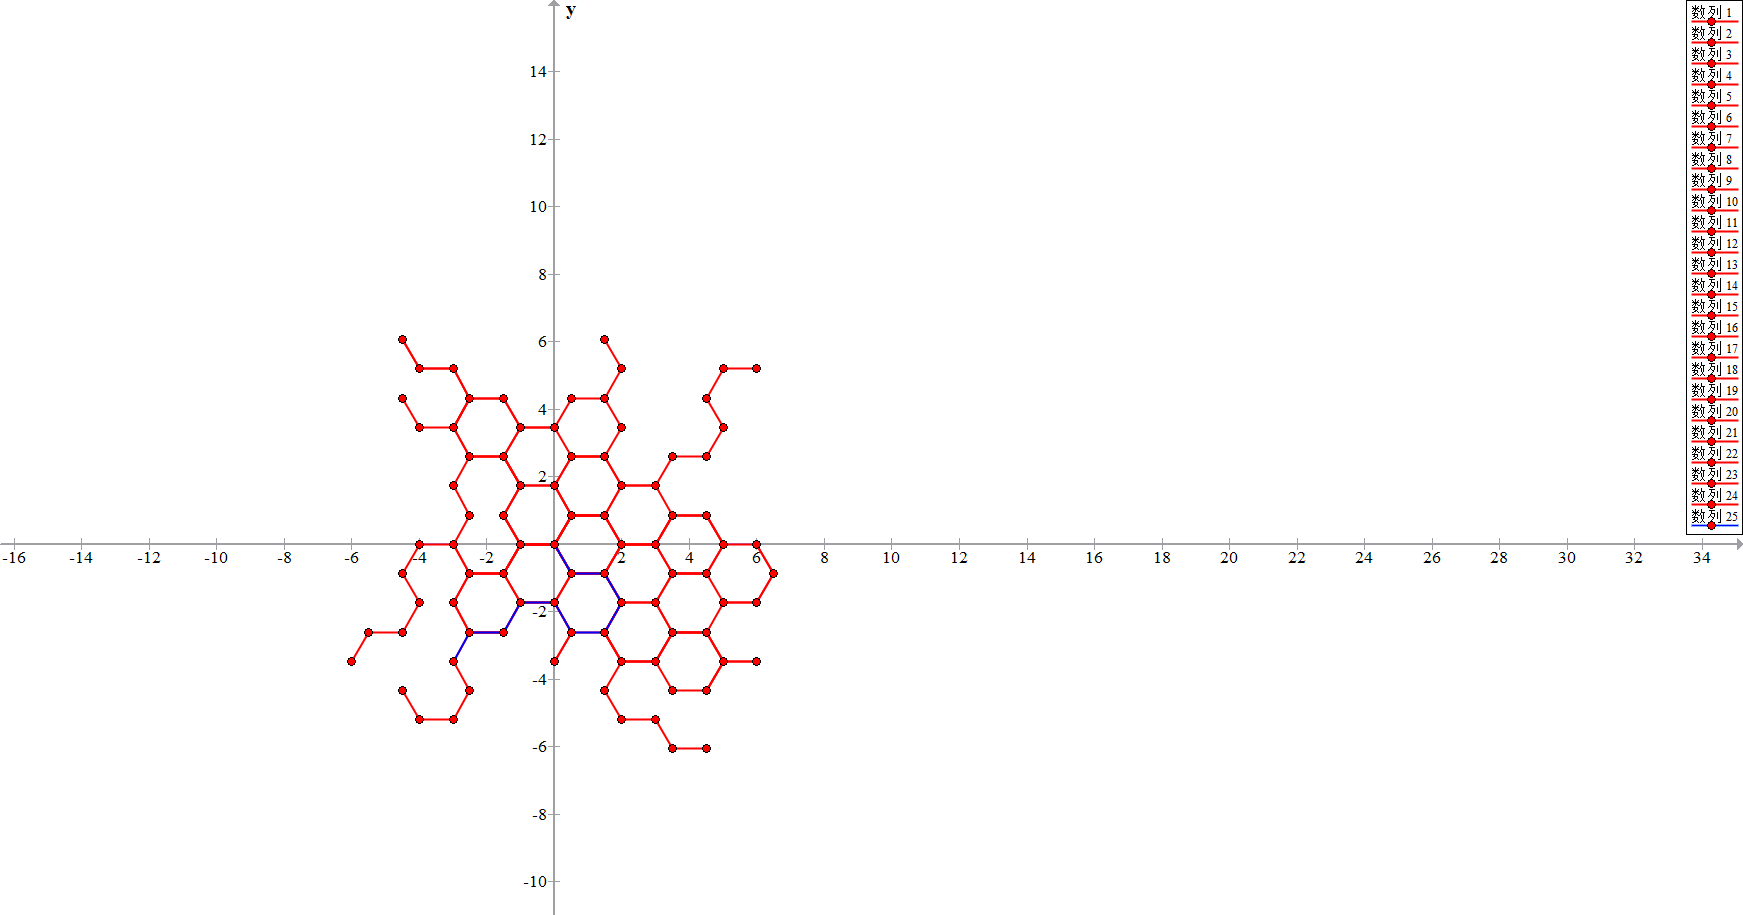 y
14
12
10
8
6
4
2
-16 -14 -12 -10 -8 -6 -4 -2 2 4 6 8 10 12 14 16 18 20 22 24 26 28 30 32 34
-2
-4
-6
-8
-10
数列 1
数列 2
数列 3
数列 4
数列 5
数列 6
数列 7
数列 8
数列 9
数列 10
数列 11
数列 12
数列 13
数列 14
数列 15
数列 16
数列 17
数列 18
数列 19
数列 20
数列 21
数列 22
数列 23
数列 24
数列 25